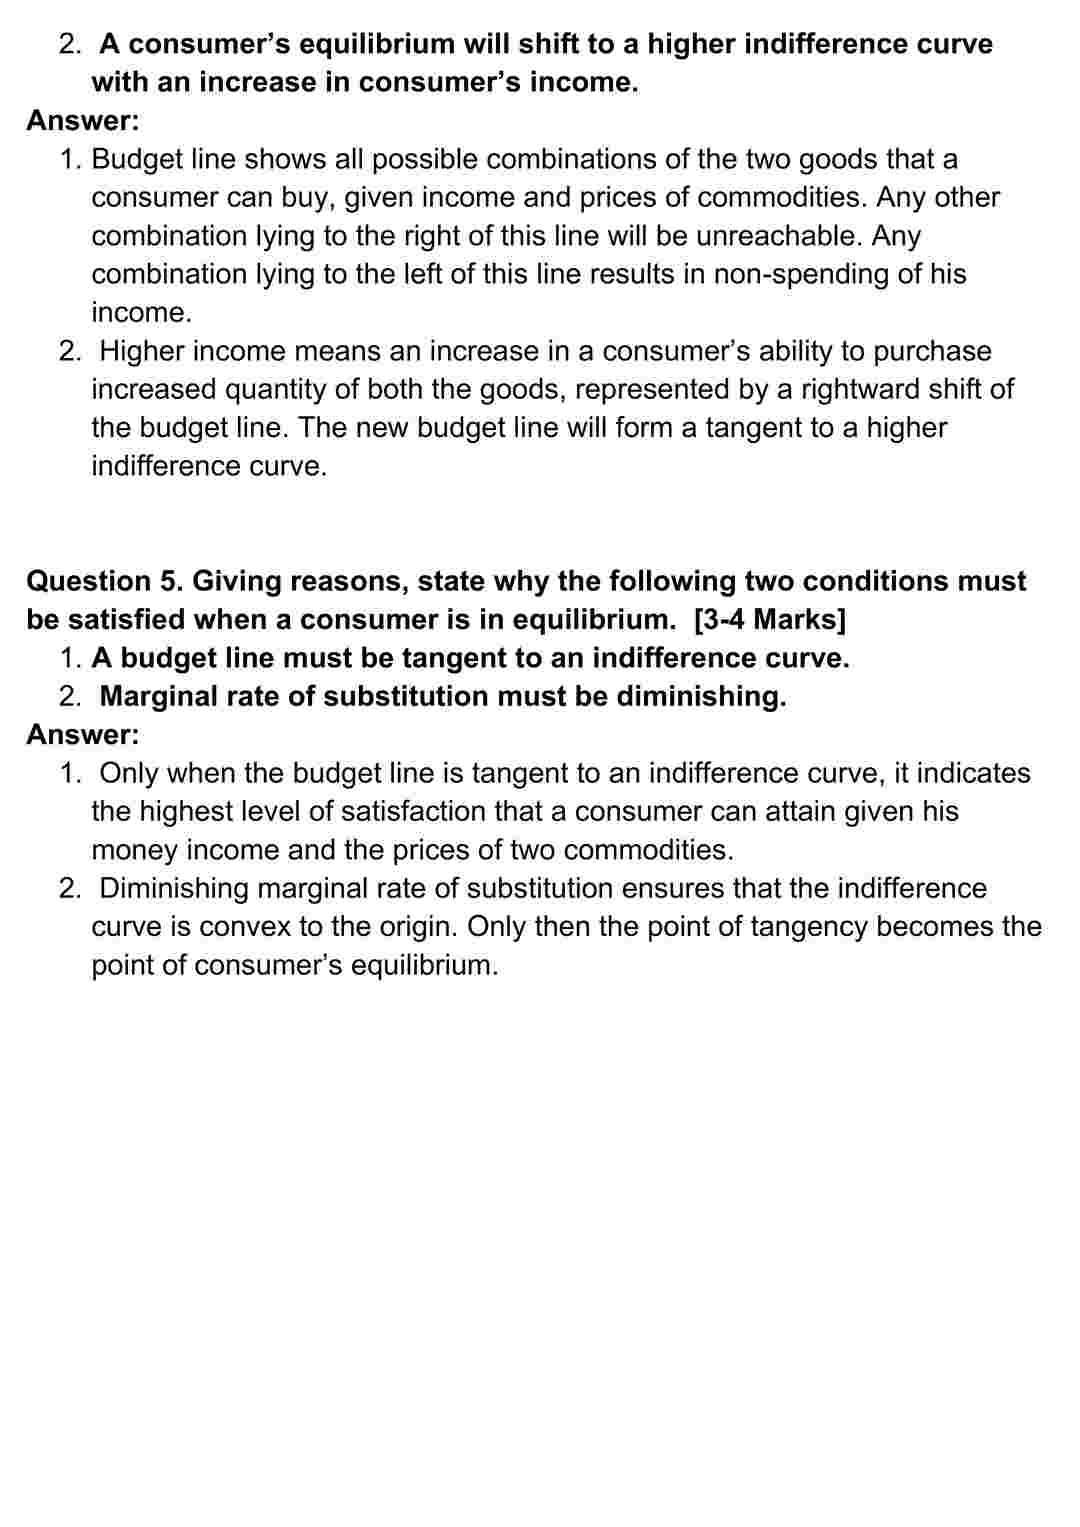 2. A consumer’s equilibrium will shift to a higher indifference curve
with an increase in consumer’s income.
Answer:
1. Budget line shows all possible combinations of the two goods that a
consumer can buy, given income and prices of commodities. Any other
combination lying to the right of this line will be unreachable. Any
combination lying to the left of this line results in non-spending of his
income.
2. Higher income means an increase in a consumer’s ability to purchase
increased quantity of both the goods, represented by a rightward shift of
the budget line. The new budget line will form a tangent to a higher
indifference curve.
Question 5. Giving reasons, state why the following two conditions must
be satisfied when a consumer is in equilibrium. [3-4 Marks]
1. A budget line must be tangent to an indifference curve.
2. Marginal rate of substitution must be diminishing.
Answer:
1. Only when the budget line is tangent to an indifference curve, it indicates
the highest level of satisfaction that a consumer can attain given his
money income and the prices of two commodities.
2. Diminishing marginal rate of substitution ensures that the indifference
curve is convex to the origin. Only then the point of tangency becomes the
point of consumer’s equilibrium.